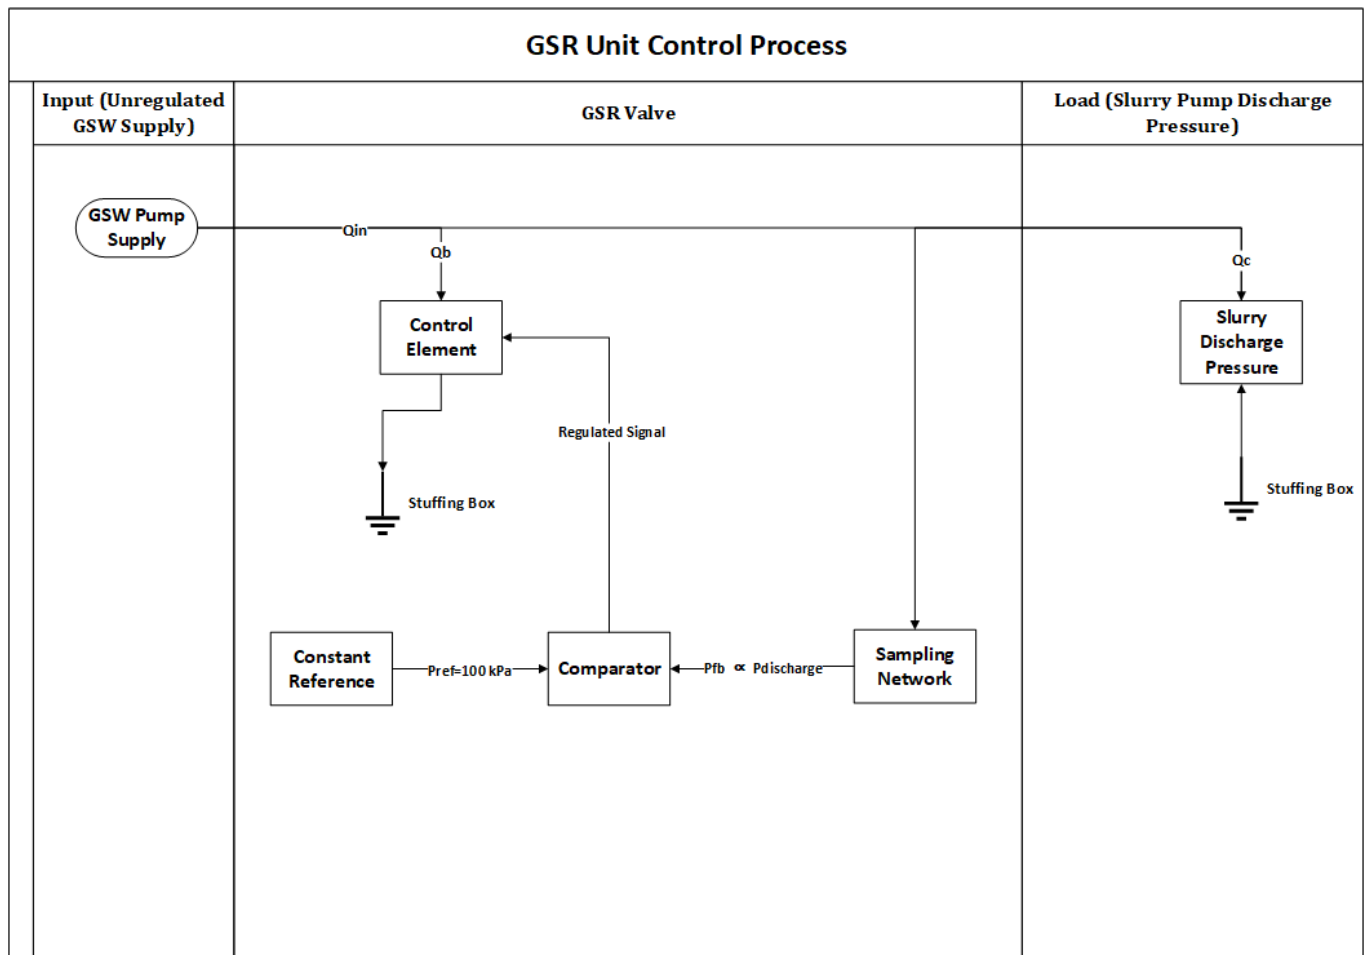 GSR Unit Control Process
Input (Unregulated
GSW Supply)
GSR Valve
Load (Slurry Pump Discharge
Pressure)
GSW Pump
Supply
Qin
Qb
Qc
Control
Element
Slurry
Discharge
Pressure
Regulated Signal
Stuffing Box
Stuffing Box
Constant
Reference
Pref=100 kPa
Comparator
Pfb ∝ Pdischarge
Sampling
Network